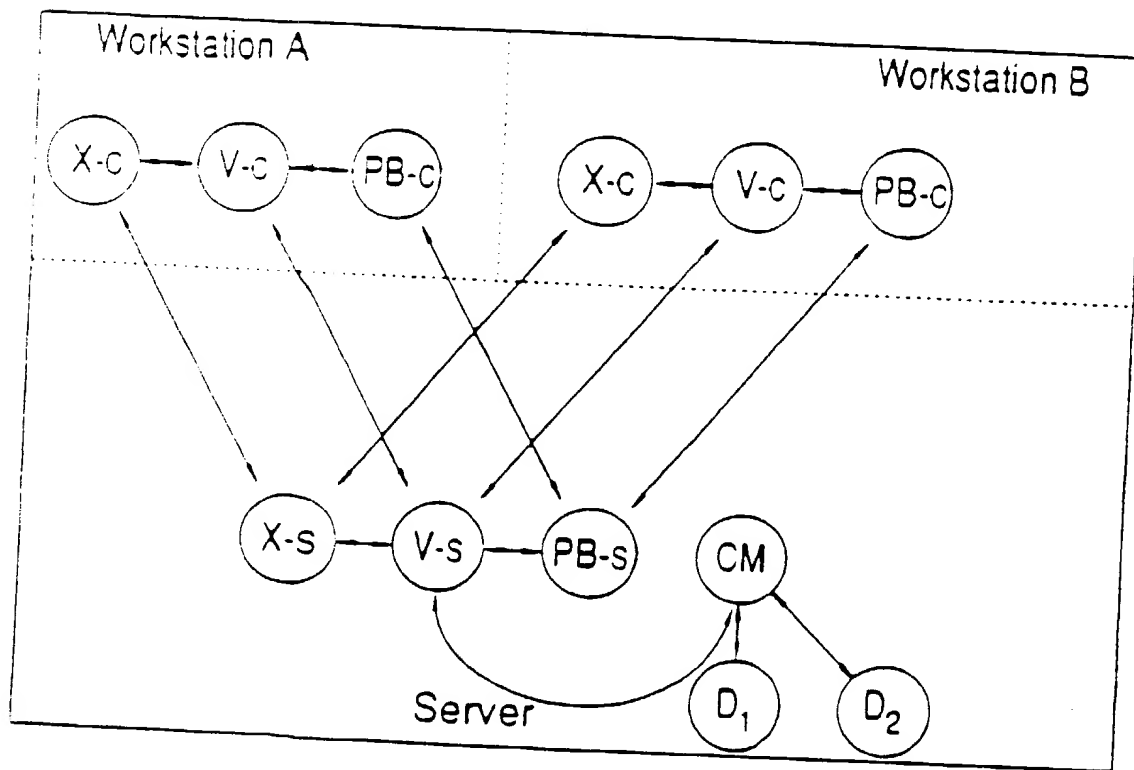 Workstation A
Workstation B
X-c
V-c
PB-c
X-c
V-c
PB-c
X-s
V-s
PB-s
CM
Server
D₁
D₂